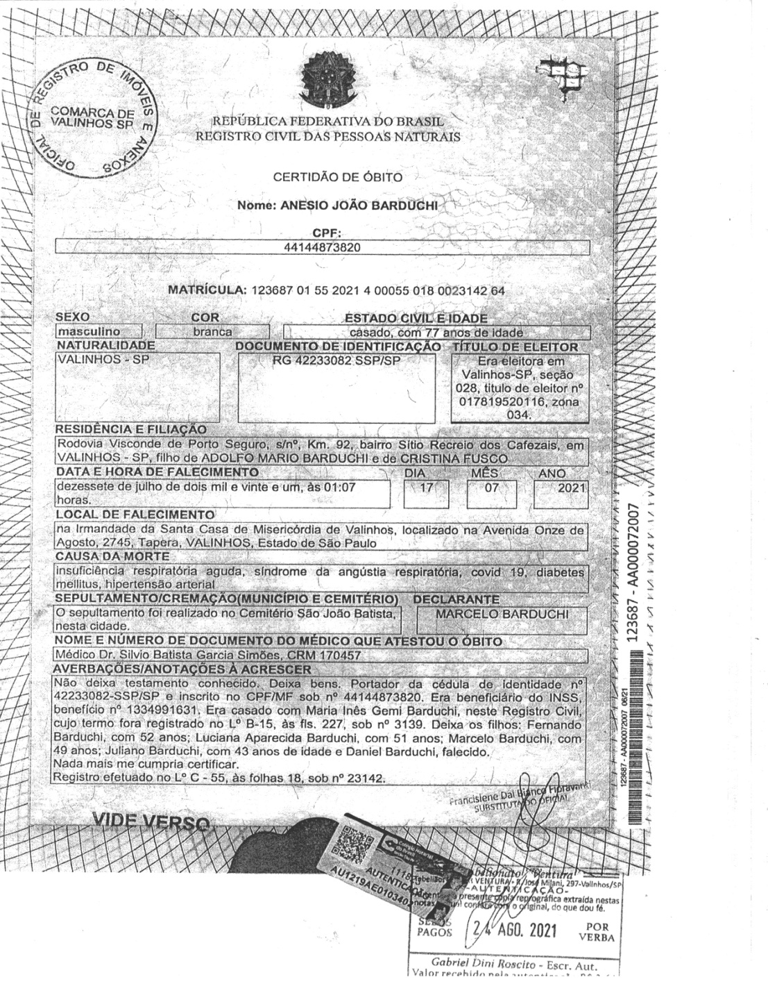 OFICIAL DE REGISTRO DE IMÓVEIS E ANEXOS
COMARCA DE
VALINHOS SP
REPÚBLICA FEDERATIVA DO BRASIL
REGISTRO CIVIL DAS PESSOAS NATURAIS
CERTIDÃO DE ÓBITO
Nome: ANESIO JOÃO BARDUCHI
CPF:
44144873820
MATRÍCULA: 123687 01 55 2021 4 00055 018 0023142 64
SEXO COR ESTADO CIVIL E IDADE
masculino branca casado, com 77 anos de idade
NATURALIDADE DOCUMENTO DE IDENTIFICAÇÃO TÍTULO DE ELEITOR
VALINHOS - SP RG 42233082 SSP/SP Era eleitora em
Valinhos-SP, seção
028, titulo de eleitor nº
017819520116, zona
034.
RESIDÊNCIA E FILIAÇÃO
Rodovia Visconde de Porto Seguro, s/nº, Km. 92, bairro Sítio Recreio dos Cafezais, em
VALINHOS - SP, filho de ADOLFO MARIO BARDUCHI e de CRISTINA FUSCO
DATA E HORA DE FALECIMENTO DIA MÊS ANO
dezessete de julho de dois mil e vinte e um, às 01:07 17 07 2021
horas.
LOCAL DE FALECIMENTO
na Irmandade da Santa Casa de Misericórdia de Valinhos, localizado na Avenida Onze de
Agosto, 2745, Tapera, VALINHOS, Estado de São Paulo
CAUSA DA MORTE
insuficiência respiratória aguda, síndrome da angústia respiratória, covid 19, diabetes
mellitus, hipertensão arterial
SEPULTAMENTO/CREMAÇÃO(MUNICÍPIO E CEMITÉRIO) DECLARANTE
O sepultamento foi realizado no Cemitério São João Batista, MARCELO BARDUCHI
nesta cidade.
NOME E NÚMERO DE DOCUMENTO DO MÉDICO QUE ATESTOU O ÓBITO
Médico Dr. Silvio Batista Garcia Simões, CRM 170457
AVERBAÇÕES/ANOTAÇÕES À ACRESCER
Não deixa testamento conhecido. Deixa bens. Portador da cédula de identidade nº
42233082-SSP/SP e inscrito no CPF/MF sob nº 44144873820. Era beneficiário do INSS,
benefício nº 1334991631. Era casado com Maria Inês Gemi Barduchi, neste Registro Civil,
cujo termo fora registrado no Lº B-15, às fls. 227, sob nº 3139. Deixa os filhos: Fernando
Barduchi, com 52 anos; Luciana Aparecida Barduchi, com 51 anos; Marcelo Barduchi, com
49 anos; Juliano Barduchi, com 43 anos de idade e Daniel Barduchi, falecido.
Nada mais me cumpria certificar.
Registro efetuado no Lº C - 55, às folhas 18, sob nº 23142.
Francislene Dal Bianco Fioravanti
SUBSTITUTA DO OFICIAL
VIDE VERSO
123687 - AA000072007
123687 - AA000072007 06/21
Colégio Notarial
do Brasil
AUTENTICAÇÃO
AU1219AE010340
Ventura
VENTURA - R. José Milani, 297-Valinhos/SP
-AUTENTICAÇÃO-
a presente cópia reprográfica extraída nestas
notas confere com o original, do que dou fé.
SELOS
PAGOS 24 AGO. 2021 POR
VERBA
Gabriel Dini Roscito - Escr. Aut.
Valor recebido pela